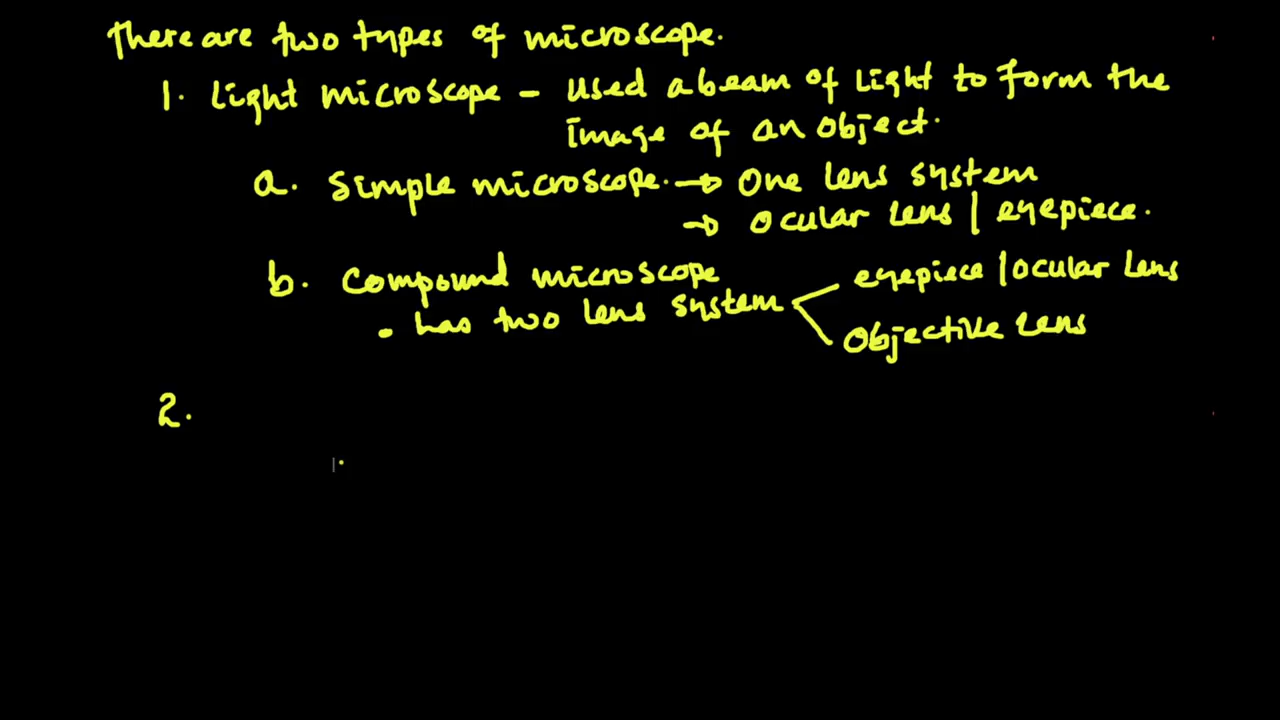 There are two types of microscope.
1. Light microscope - Used a beam of Light to form the
Image of an object.
a. Simple microscope. → One lens system
→ Ocular lens | eyepiece.
b. Compound microscope
• has two lens system < eyepiece | ocular Lens
Objective Lens
2.